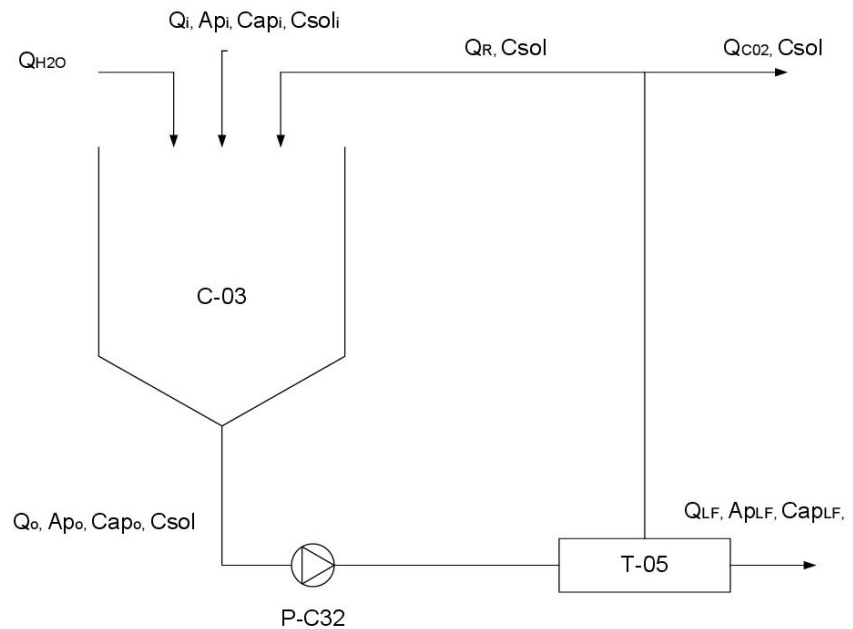 Qi, Api, Capi, Csoli
QH2O
QR, Csol
QC02, Csol
C-03
Qo, Apo, Capo, Csol
QLF, ApLF, CapLF,
T-05
P-C32